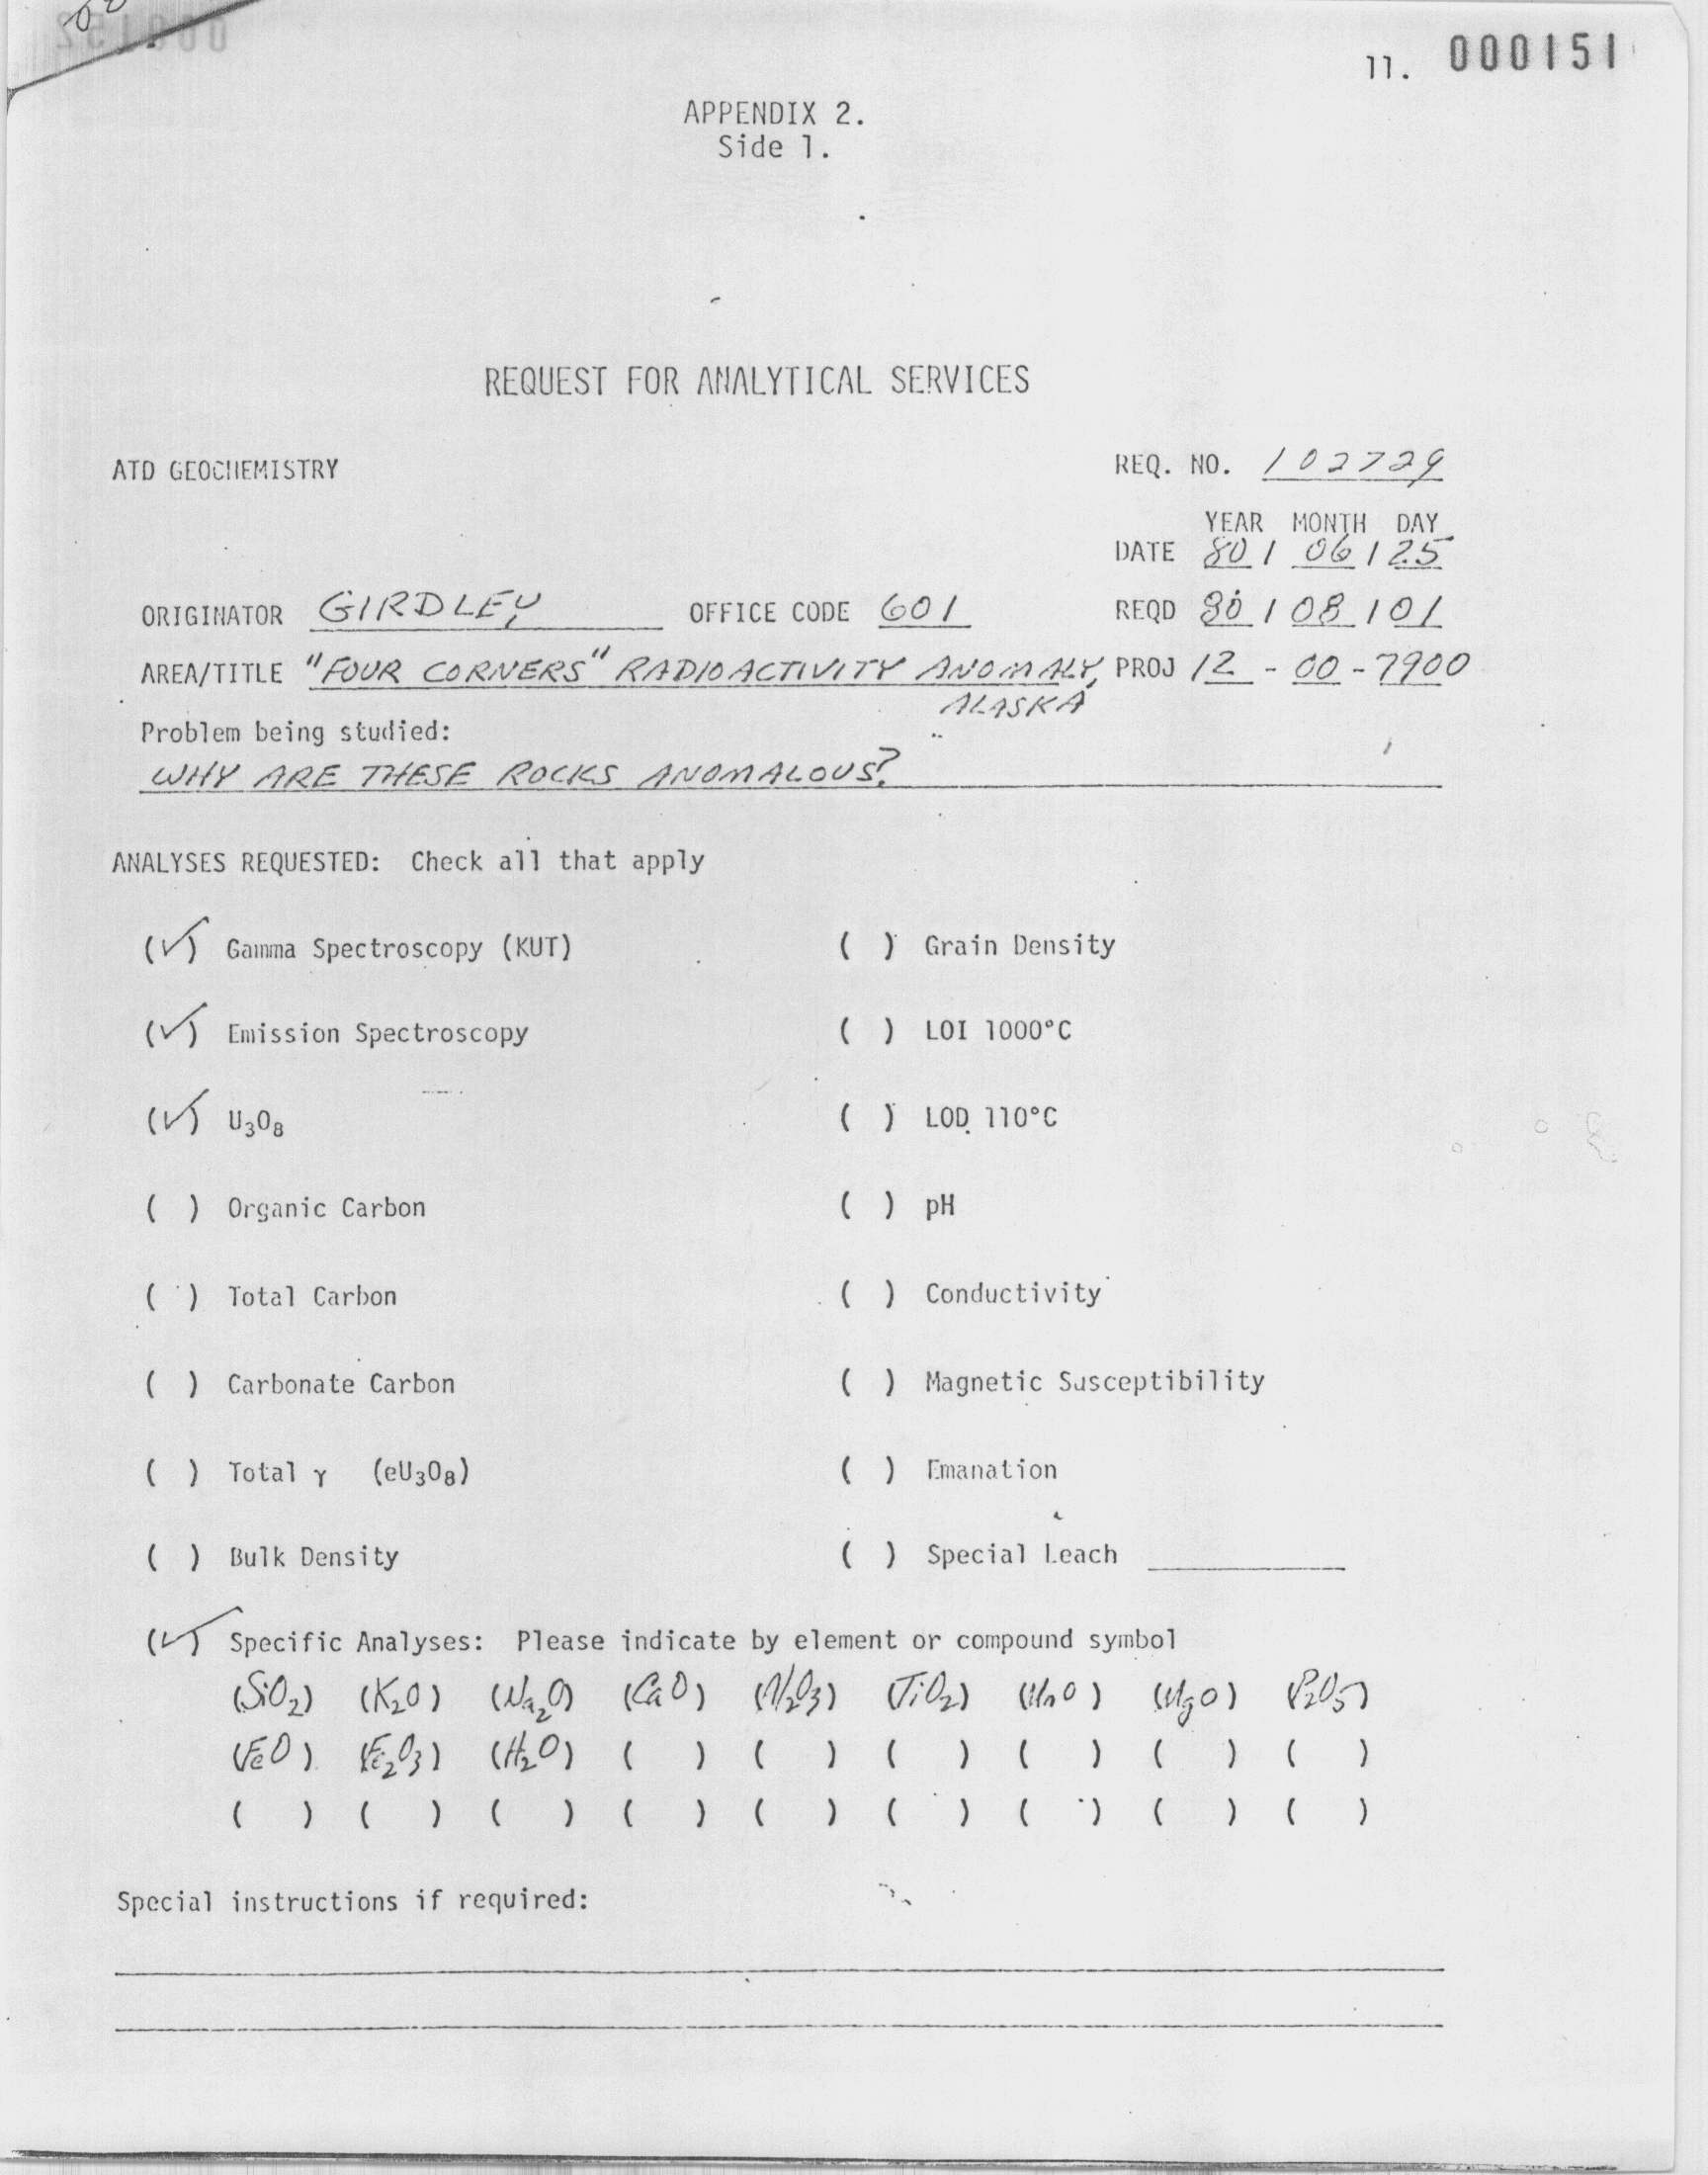 11. 000151
APPENDIX 2.
Side 1.
REQUEST FOR ANALYTICAL SERVICES
ATD GEOCHEMISTRY
REQ. NO. 102729
YEAR MONTH DAY
DATE 80 / 06 / 25
ORIGINATOR GIRDLEY OFFICE CODE 601 REQD 80 / 08 / 01
AREA/TITLE "FOUR CORNERS" RADIOACTIVITY ANOMALY, PROJ 12 - 00 - 7900
ALASKA
Problem being studied:
WHY ARE THESE ROCKS ANOMALOUS?
ANALYSES REQUESTED: Check all that apply
(✓) Gamma Spectroscopy (KUT) ( ) Grain Density
(✓) Emission Spectroscopy ( ) LOI 1000°C
(✓) U₃O₈ ( ) LOD 110°C
( ) Organic Carbon ( ) pH
( ) Total Carbon ( ) Conductivity
( ) Carbonate Carbon ( ) Magnetic Susceptibility
( ) Total γ (eU₃O₈) ( ) Emanation
( ) Bulk Density ( ) Special Leach
(✓) Specific Analyses: Please indicate by element or compound symbol
(SiO₂) (K₂O) (Na₂O) (CaO) (Al₂O₃) (TiO₂) (MnO) (MgO) (P₂O₅)
(FeO) (Fe₂O₃) (H₂O) ( ) ( ) ( ) ( ) ( ) ( )
( ) ( ) ( ) ( ) ( ) ( ) ( ) ( ) ( )
Special instructions if required: